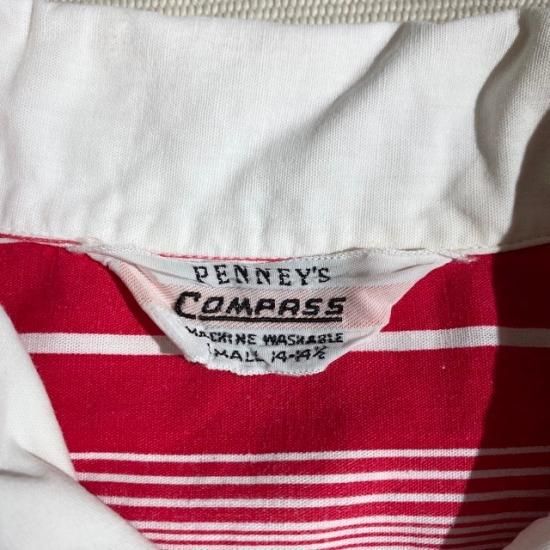 PENNEY'S
COMPASS
MACHINE WASHABLE
SMALL 14-14½